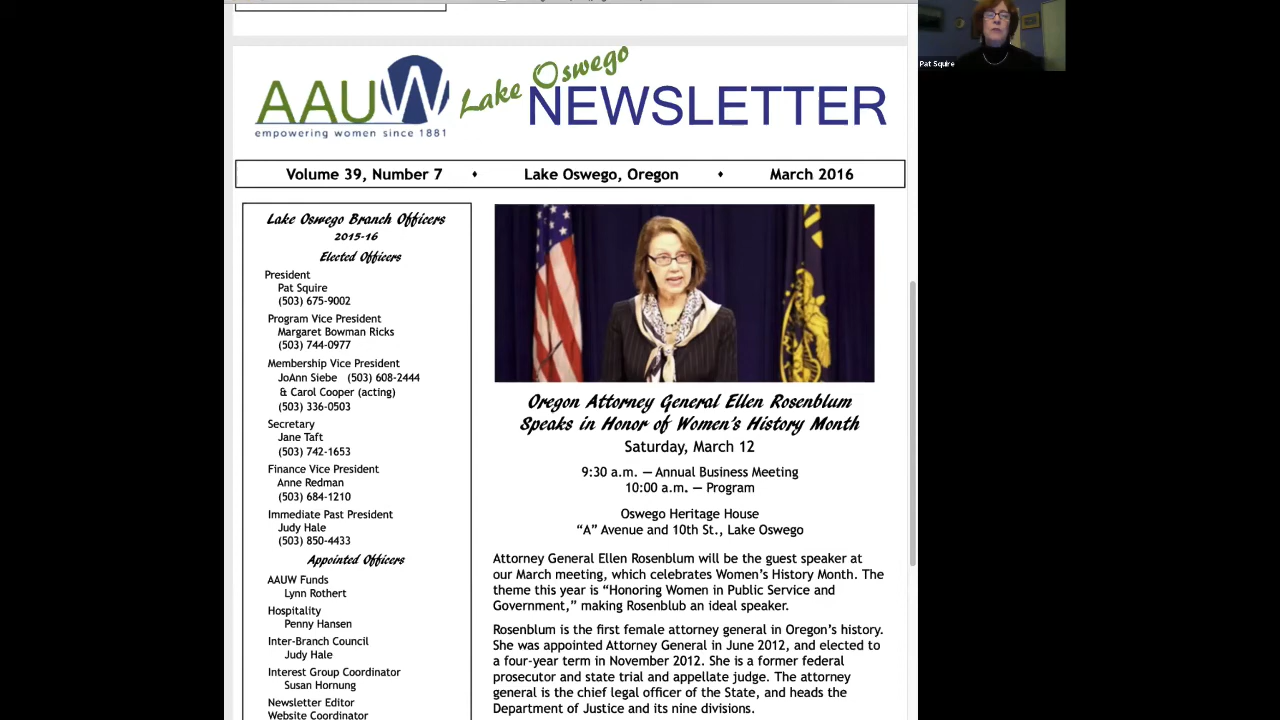 Pat Squire
AAUW
empowering women since 1881
Lake Oswego
NEWSLETTER
Volume 39, Number 7 ♦ Lake Oswego, Oregon ♦ March 2016
Lake Oswego Branch Officers
2015-16
Elected Officers
President
Pat Squire
(503) 675-9002
Program Vice President
Margaret Bowman Ricks
(503) 744-0977
Membership Vice President
JoAnn Siebe (503) 608-2444
& Carol Cooper (acting)
(503) 336-0503
Secretary
Jane Taft
(503) 742-1653
Finance Vice President
Anne Redman
(503) 684-1210
Immediate Past President
Judy Hale
(503) 850-4433
Appointed Officers
AAUW Funds
Lynn Rothert
Hospitality
Penny Hansen
Inter-Branch Council
Judy Hale
Interest Group Coordinator
Susan Hornung
Newsletter Editor
Website Coordinator
Oregon Attorney General Ellen Rosenblum
Speaks in Honor of Women's History Month
Saturday, March 12
9:30 a.m. — Annual Business Meeting
10:00 a.m. — Program
Oswego Heritage House
"A" Avenue and 10th St., Lake Oswego
Attorney General Ellen Rosenblum will be the guest speaker at
our March meeting, which celebrates Women's History Month. The
theme this year is "Honoring Women in Public Service and
Government," making Rosenblub an ideal speaker.
Rosenblum is the first female attorney general in Oregon's history.
She was appointed Attorney General in June 2012, and elected to
a four-year term in November 2012. She is a former federal
prosecutor and state trial and appellate judge. The attorney
general is the chief legal officer of the State, and heads the
Department of Justice and its nine divisions.